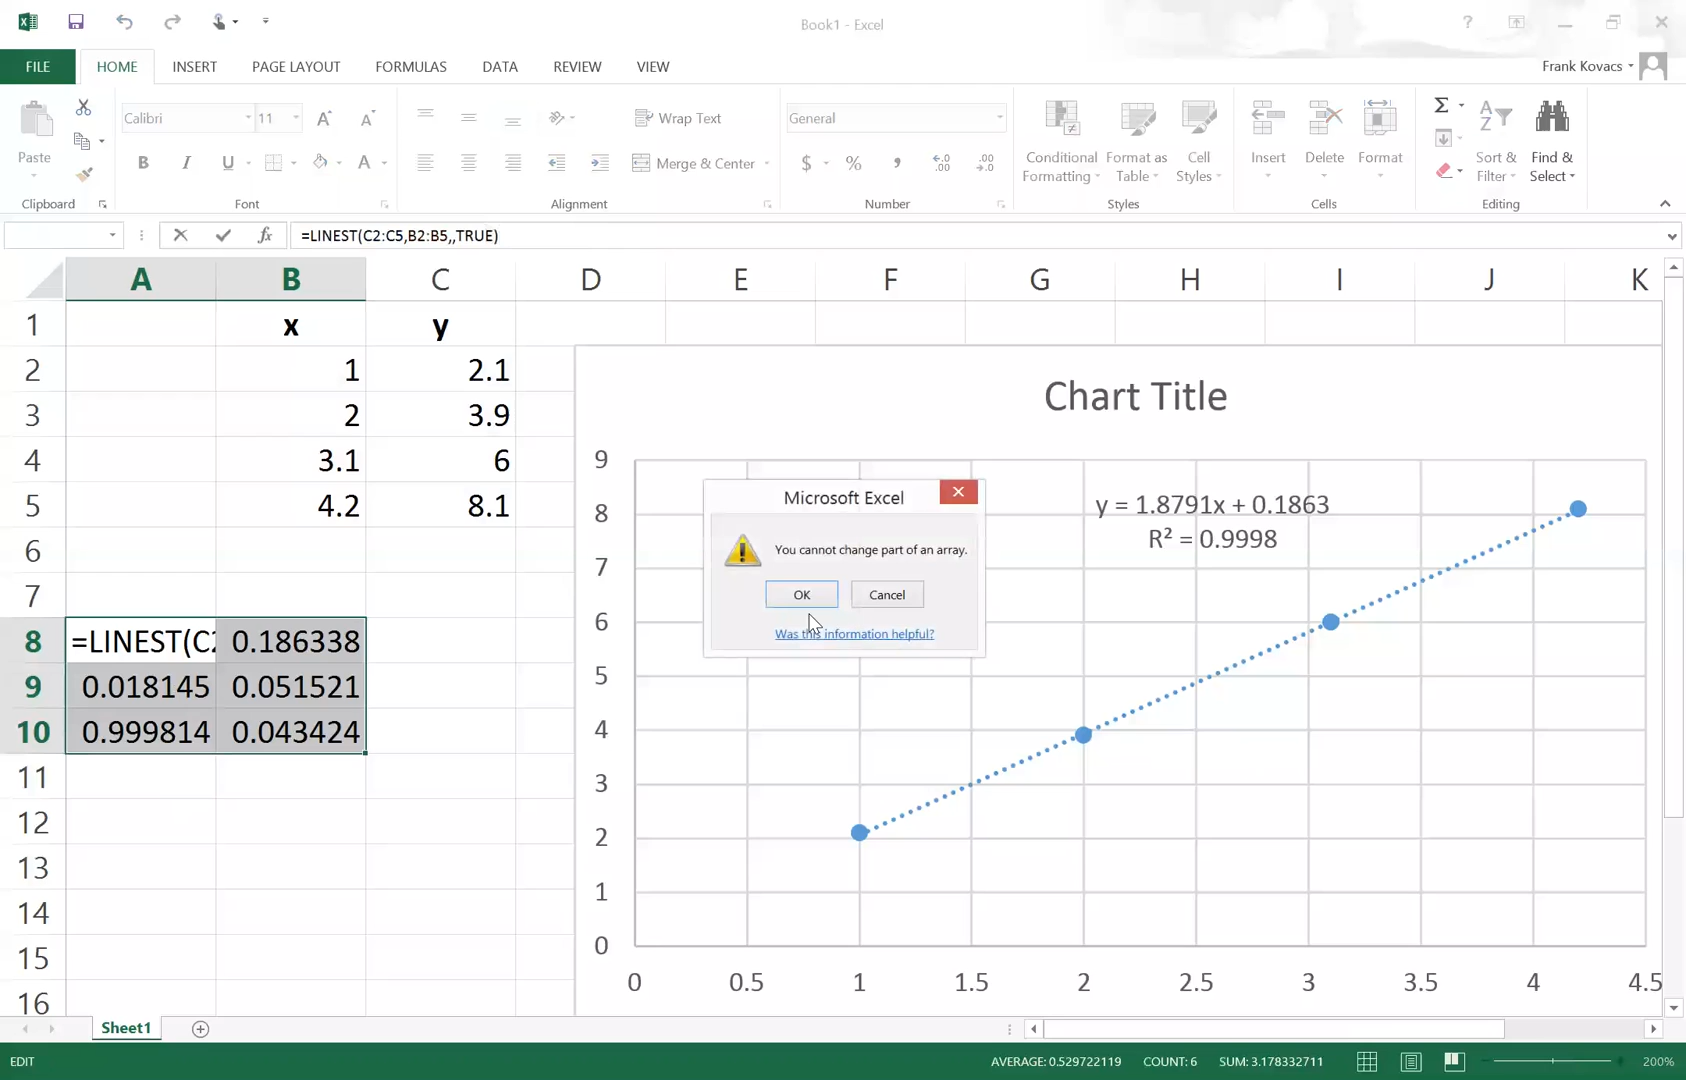 Book1 - Excel
FILE HOME INSERT PAGE LAYOUT FORMULAS DATA REVIEW VIEW Frank Kovacs
Calibri 11 Wrap Text General
Paste B I U A Merge & Center $ % , Conditional Formatting Format as Table Cell Styles Insert Delete Format Sort & Filter Find & Select
Clipboard Font Alignment Number Styles Cells Editing
=LINEST(C2:C5,B2:B5,,TRUE)
A B C D E F G H I J K
1 x y
2 1 2.1
3 2 3.9
4 3.1 6
5 4.2 8.1
6
7
8 =LINEST(C2 0.186338
9 0.018145 0.051521
10 0.999814 0.043424
11
12
13
14
15
16
Chart Title
y = 1.8791x + 0.1863
R² = 0.9998
9
8
7
6
5
4
3
2
1
0
0 0.5 1 1.5 2 2.5 3 3.5 4 4.5
Microsoft Excel
You cannot change part of an array.
OK Cancel
Was this information helpful?
Sheet1
EDIT AVERAGE: 0.529722119 COUNT: 6 SUM: 3.178332711 200%